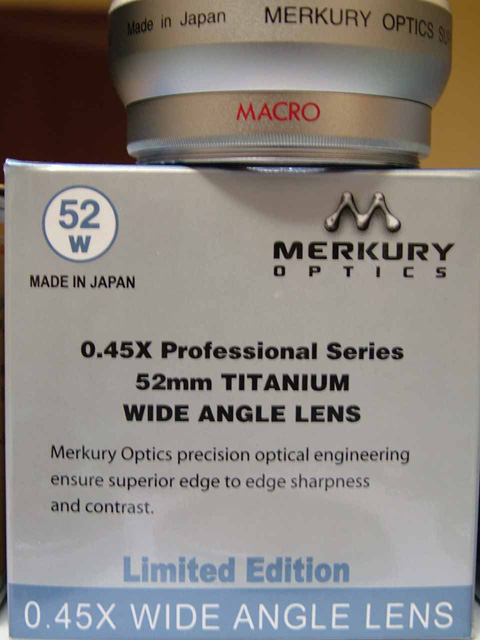 Made in Japan MERKURY OPTICS
MACRO
52
W
MADE IN JAPAN
MERKURY
OPTICS
0.45X Professional Series
52mm TITANIUM
WIDE ANGLE LENS
Merkury Optics precision optical engineering
ensure superior edge to edge sharpness
and contrast.
Limited Edition
0.45X WIDE ANGLE LENS